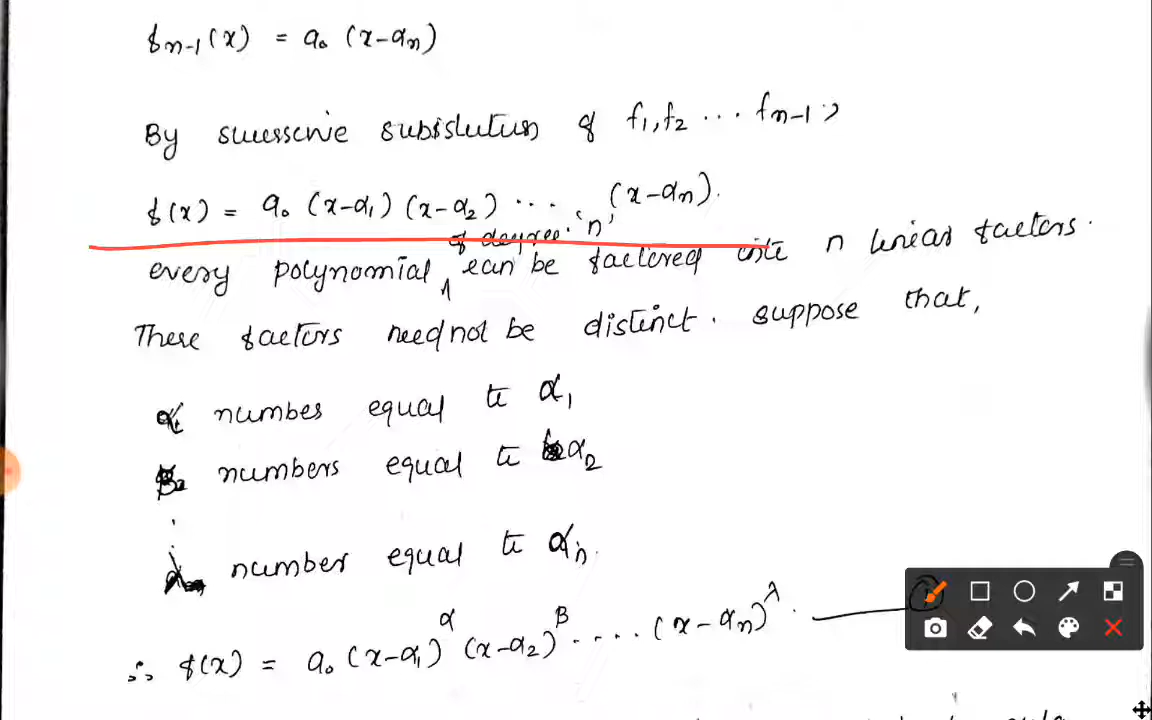 fn-1(x) = a₀ (x-αn)
By successive subislutun of f₁,f₂ ... fn-1,
f(x) = a₀ (x-α₁) (x-α₂) ... (x-αn).
of degree 'n'
every polynomial ∧ can be factored into n linear factors.
These factors need not be distinct. suppose that,
α number equal to α₁
β numbers equal to α₂
⋮
λ number equal to αn.
∴ f(x) = a₀ (x-α₁)^α (x-α₂)^β .... (x-αn)^λ.